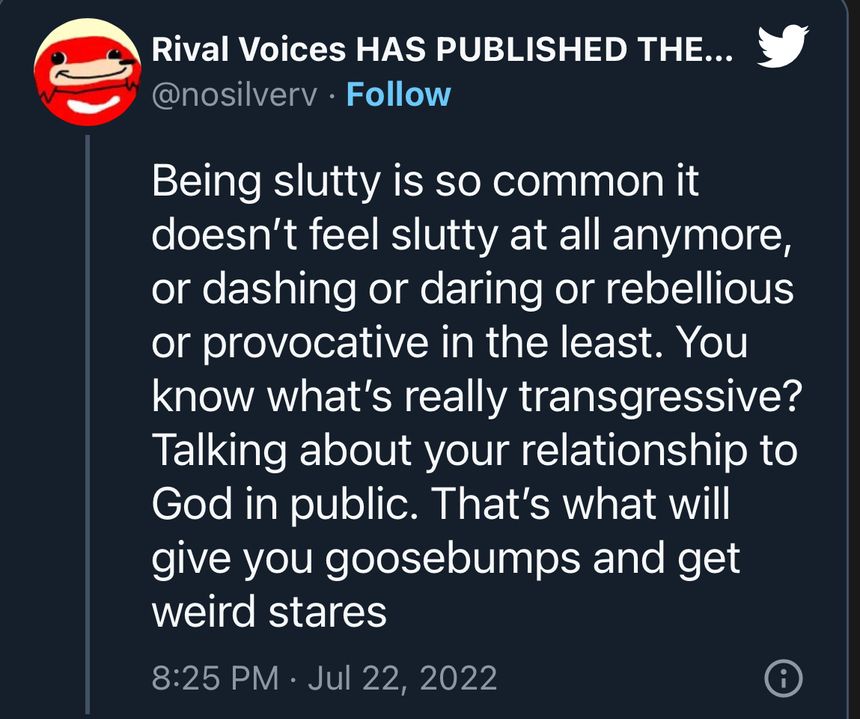 Rival Voices HAS PUBLISHED THE...
@nosilverv · Follow
Being slutty is so common it
doesn’t feel slutty at all anymore,
or dashing or daring or rebellious
or provocative in the least. You
know what’s really transgressive?
Talking about your relationship to
God in public. That’s what will
give you goosebumps and get
weird stares
8:25 PM · Jul 22, 2022